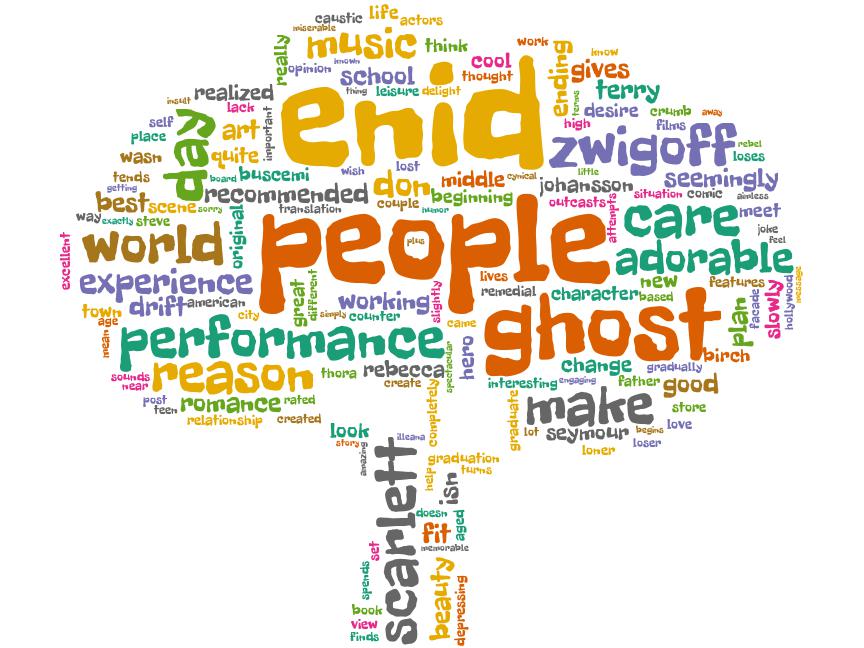 caustic
life
actors
miserable
really
music
think
work
ending
know
opinion
known
cool
thought
gives
school
thing
leisure
delight
terms
terry
realized
insult
lack
important
enid
desire
crumb
away
self
day
art
high
films
place
zwigoff
rebel
wasn
quite
lost
loses
tends
board
buscemi
wish
don
middle
cynical
little
johansson
seemingly
getting
best
scene
sorry
recommended
couple
beginning
outcasts
situation
comic
aimless
way
exactly
steve
original
translation
humor
attempts
care
meet
joke
feel
excellent
world
people
plus
adorable
experience
great
different
lives
remedial
character
new
based
features
message
drift
american
working
slightly
plan
facade
slowly
hollywood
town
age
city
simply
counter
came
ghost
mean
performance
spectacular
hero
birch
reason
thora
rebecca
change
gradually
sounds
near
create
interesting
engaging
father
good
post
teen
romance
rated
completely
graduate
make
store
relationship
created
look
illeana
lot
seymour
begins
love
story
loser
amazing
scarlett
help
graduation
turns
loner
isn
doesn
aged
fit
set
memorable
spends
beauty
depressing
book
view
finds